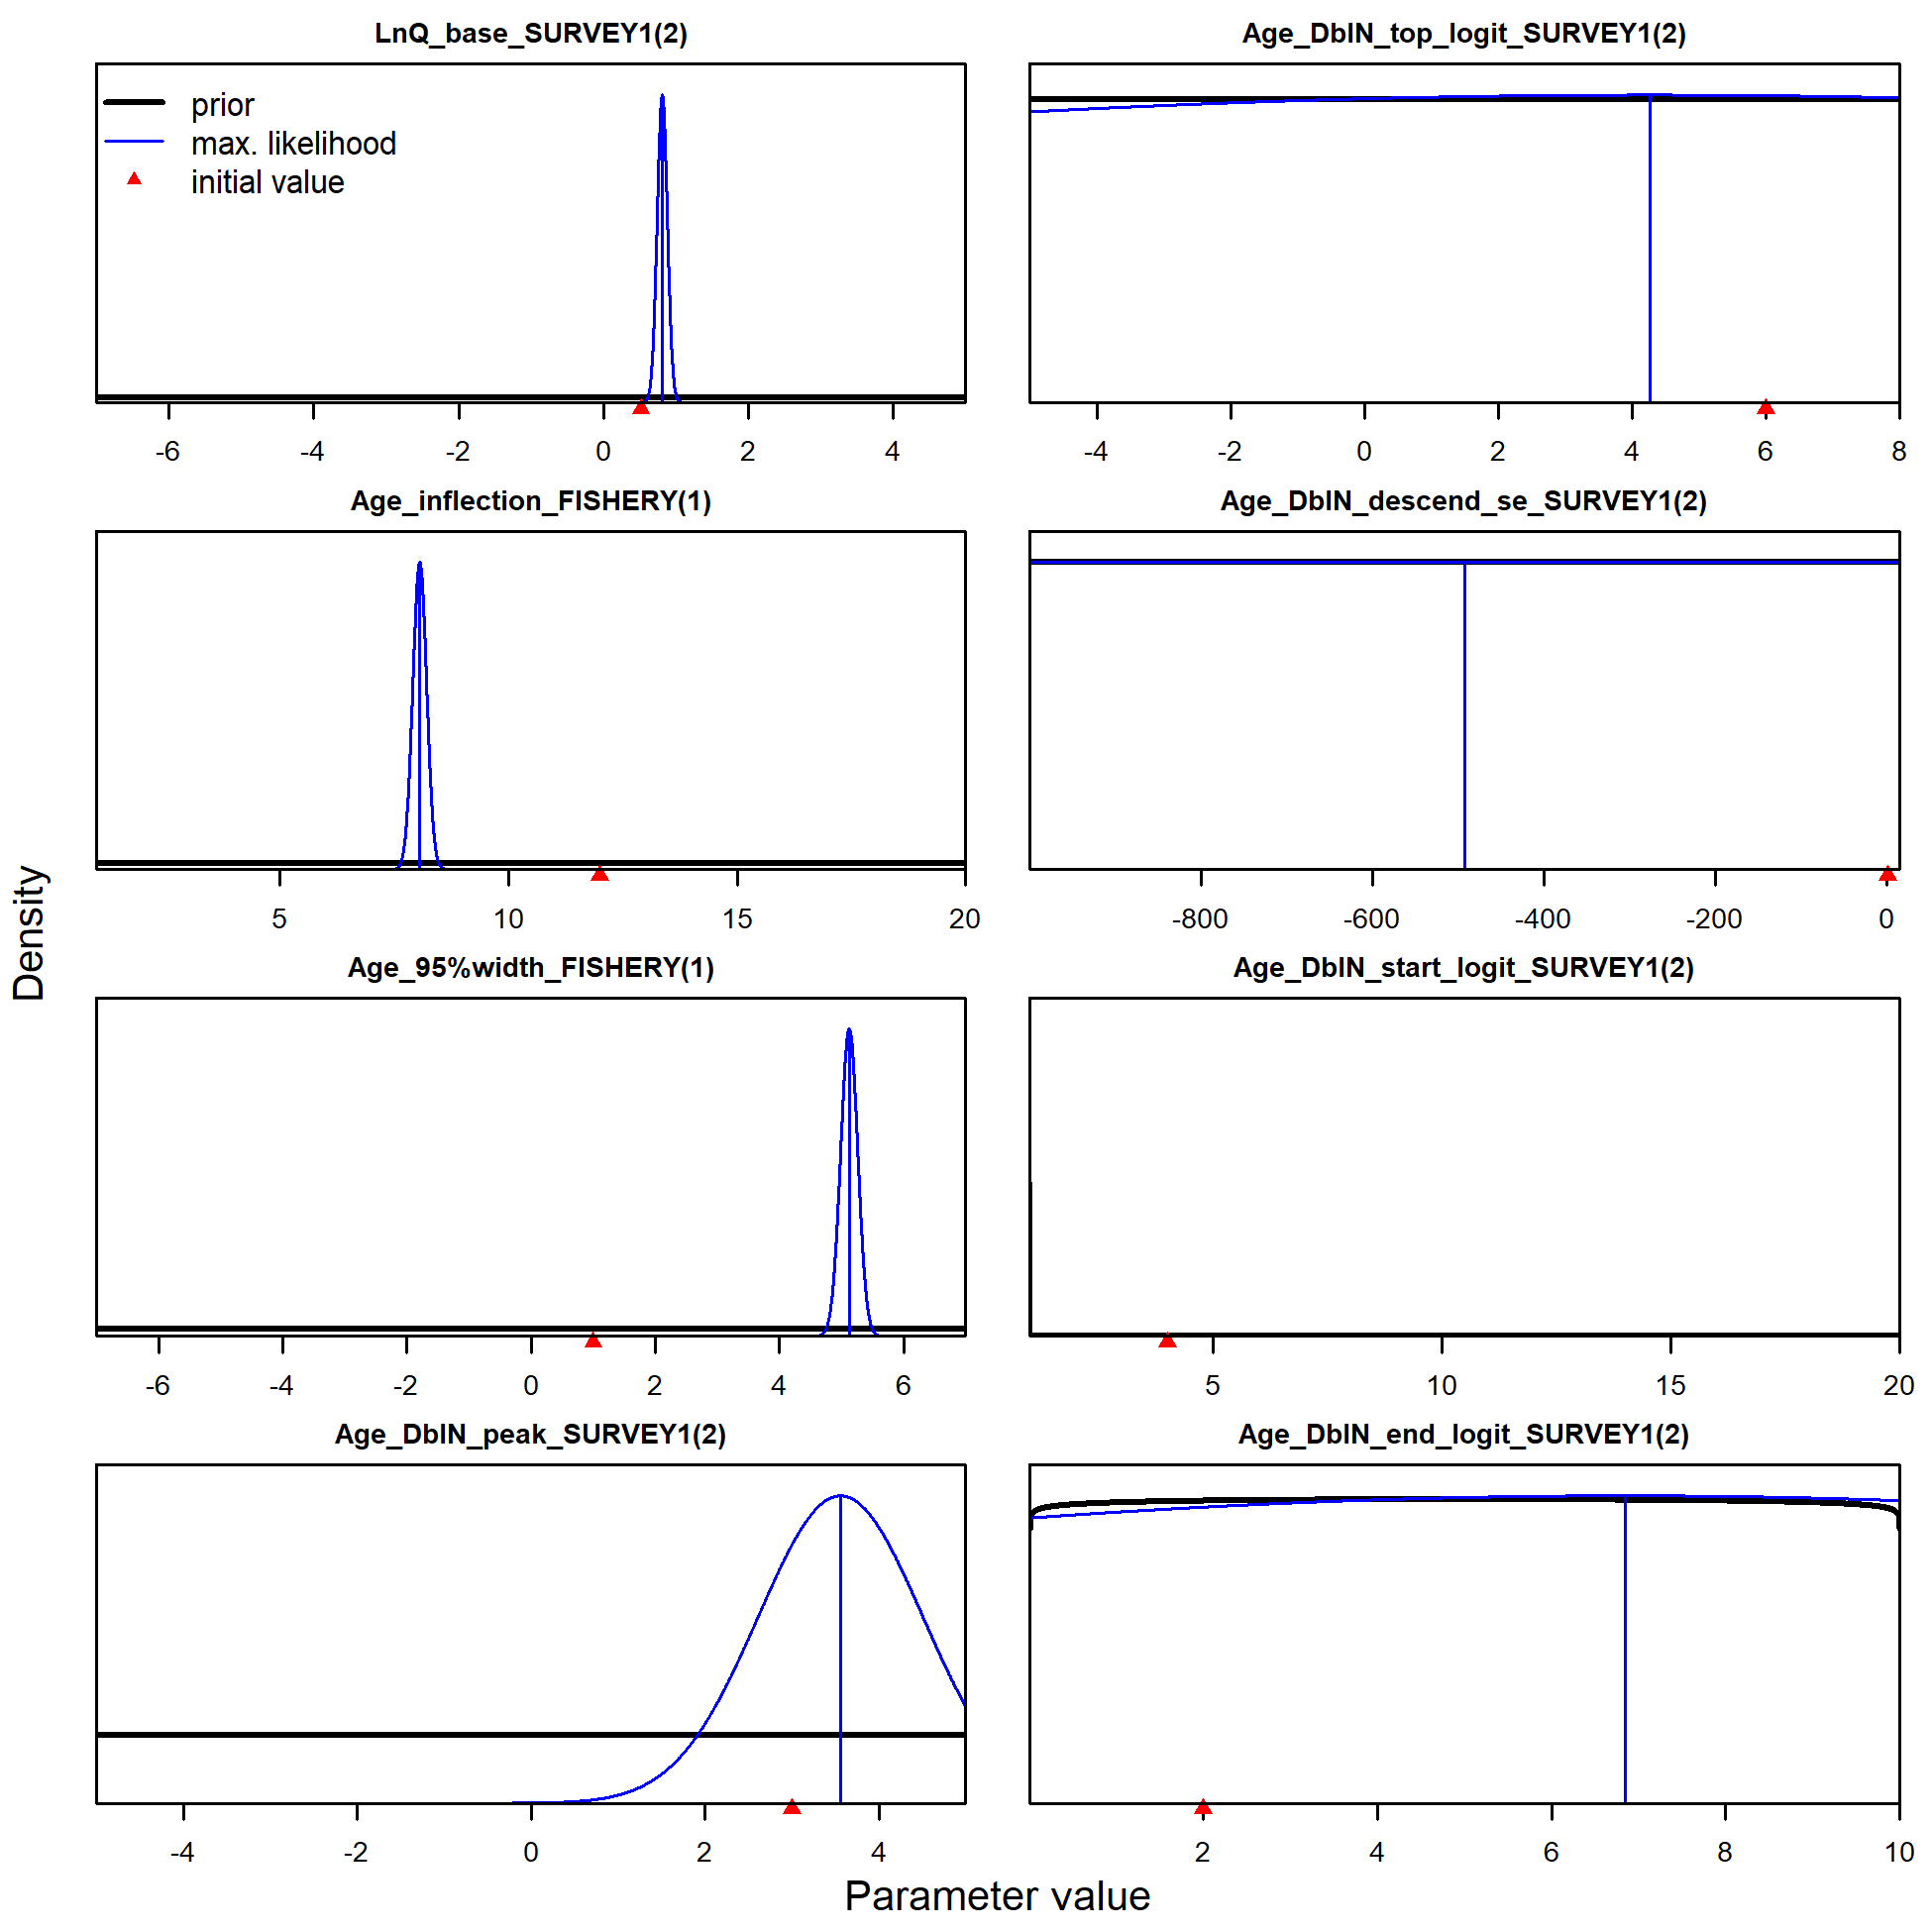 LnQ_base_SURVEY1(2)
prior
max. likelihood
initial value
-6 -4 -2 0 2 4
Age_DblN_top_logit_SURVEY1(2)
-4 -2 0 2 4 6 8
Age_inflection_FISHERY(1)
5 10 15 20
Age_DblN_descend_se_SURVEY1(2)
-800 -600 -400 -200 0
Age_95%width_FISHERY(1)
-6 -4 -2 0 2 4 6
Age_DblN_start_logit_SURVEY1(2)
5 10 15 20
Age_DblN_peak_SURVEY1(2)
-4 -2 0 2 4
Age_DblN_end_logit_SURVEY1(2)
2 4 6 8 10
Density
Parameter value